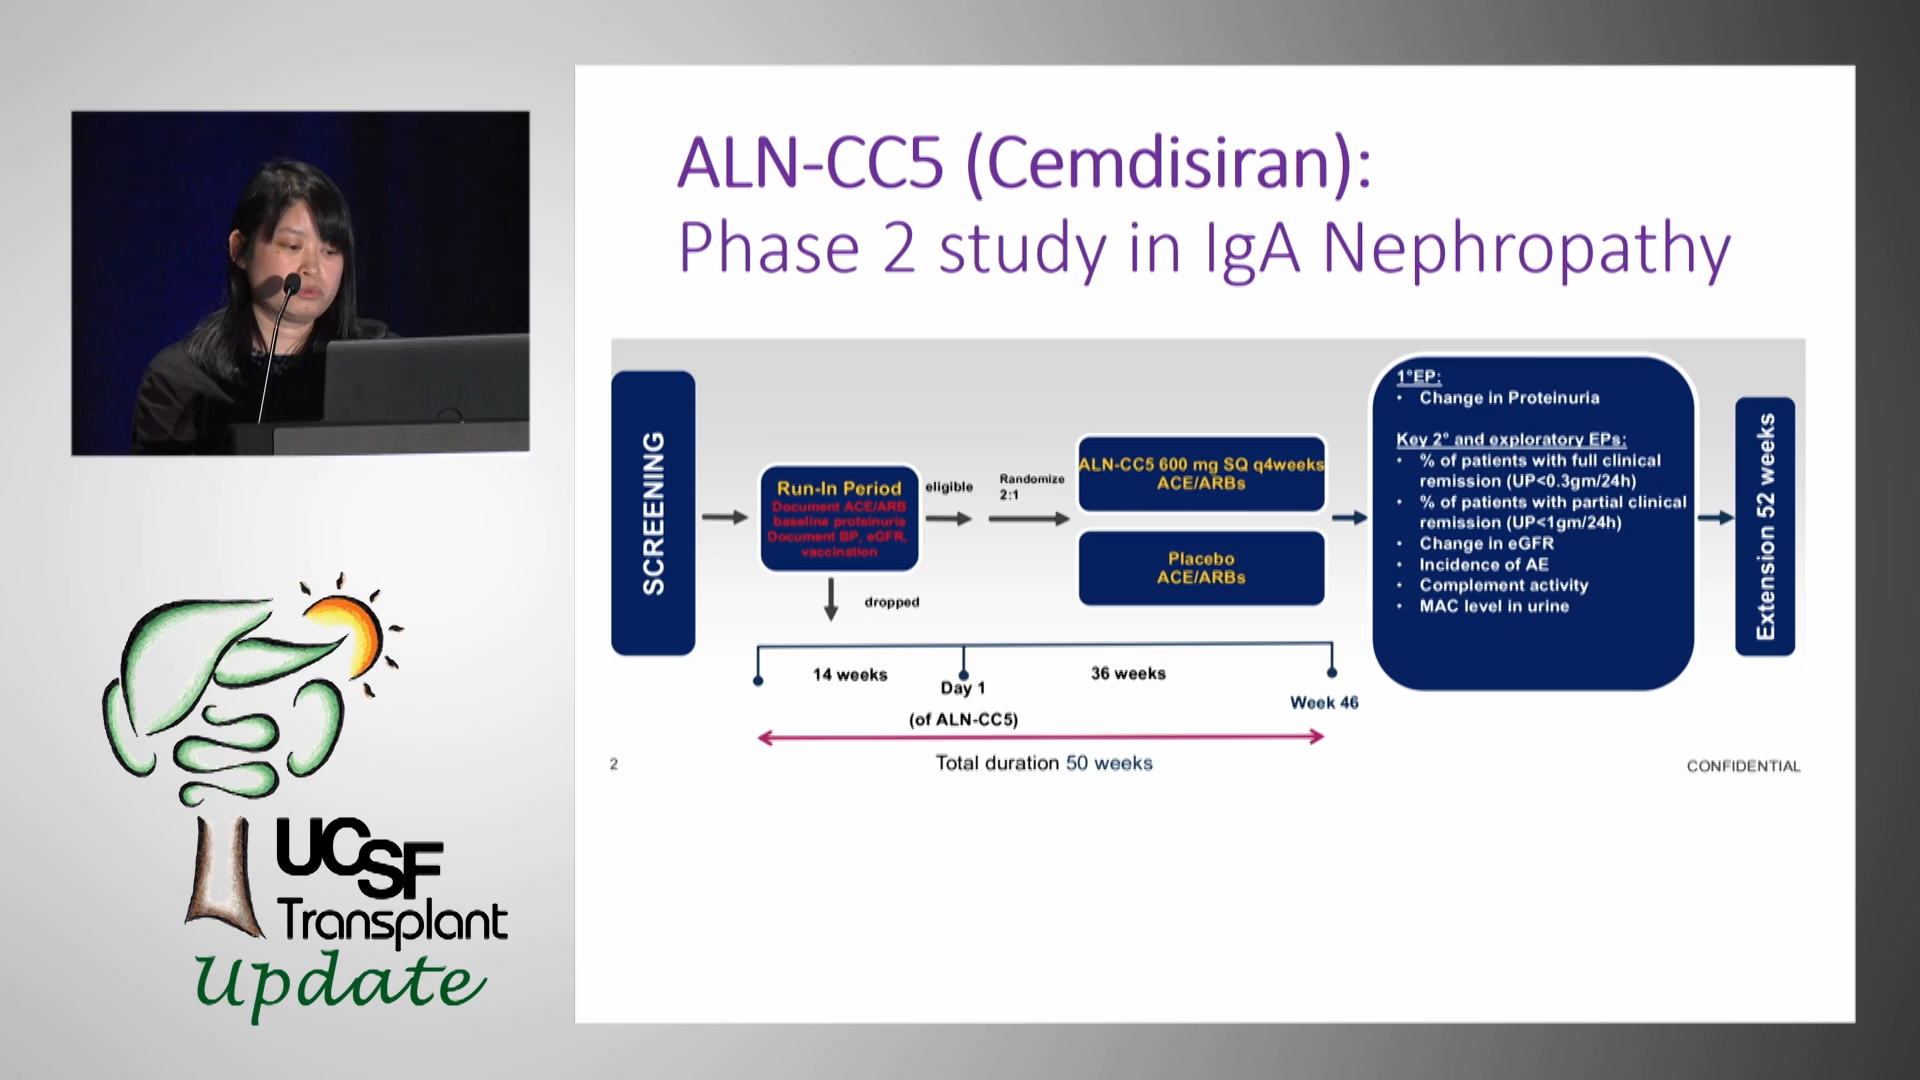 ALN-CC5 (Cemdisiran):
Phase 2 study in IgA Nephropathy
SCREENING
Run-In Period
Document ACE/ARB
baseline proteinuria
Document BP, eGFR,
vaccination
eligible
dropped
Randomize
2:1
ALN-CC5 600 mg SQ q4weeks
ACE/ARBs
Placebo
ACE/ARBs
1°EP:
• Change in Proteinuria
Key 2° and exploratory EPs:
• % of patients with full clinical
remission (UP<0.3gm/24h)
• % of patients with partial clinical
remission (UP<1gm/24h)
• Change in eGFR
• Incidence of AE
• Complement activity
• MAC level in urine
Extension 52 weeks
14 weeks
Day 1
(of ALN-CC5)
36 weeks
Week 46
Total duration 50 weeks
2
CONFIDENTIAL
UCSF
Transplant
Update